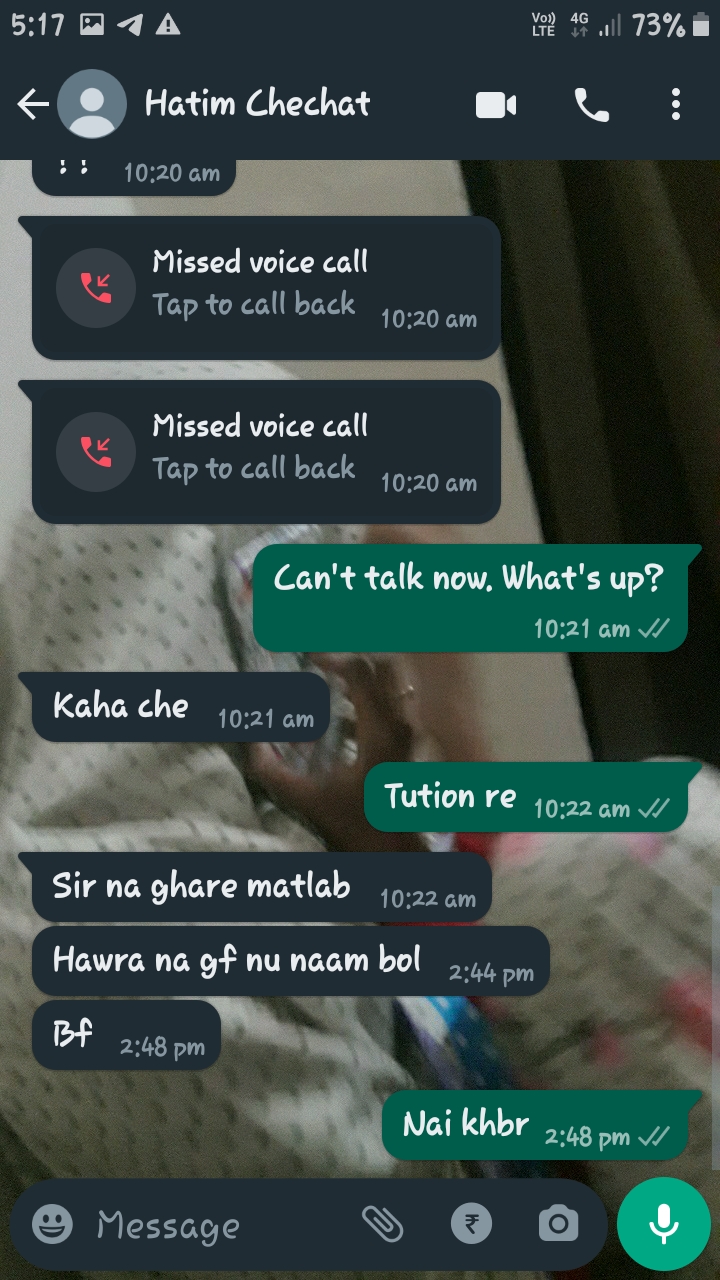 5:17 Vo)) LTE 4G 73%
Hatim Chechat
!! 10:20 am
Missed voice call
Tap to call back 10:20 am
Missed voice call
Tap to call back 10:20 am
Can't talk now. What's up?
10:21 am
Kaha che 10:21 am
Tution re 10:22 am
Sir na ghare matlab 10:22 am
Hawra na gf nu naam bol 2:44 pm
Bf 2:48 pm
Nai khbr 2:48 pm
Message ₹